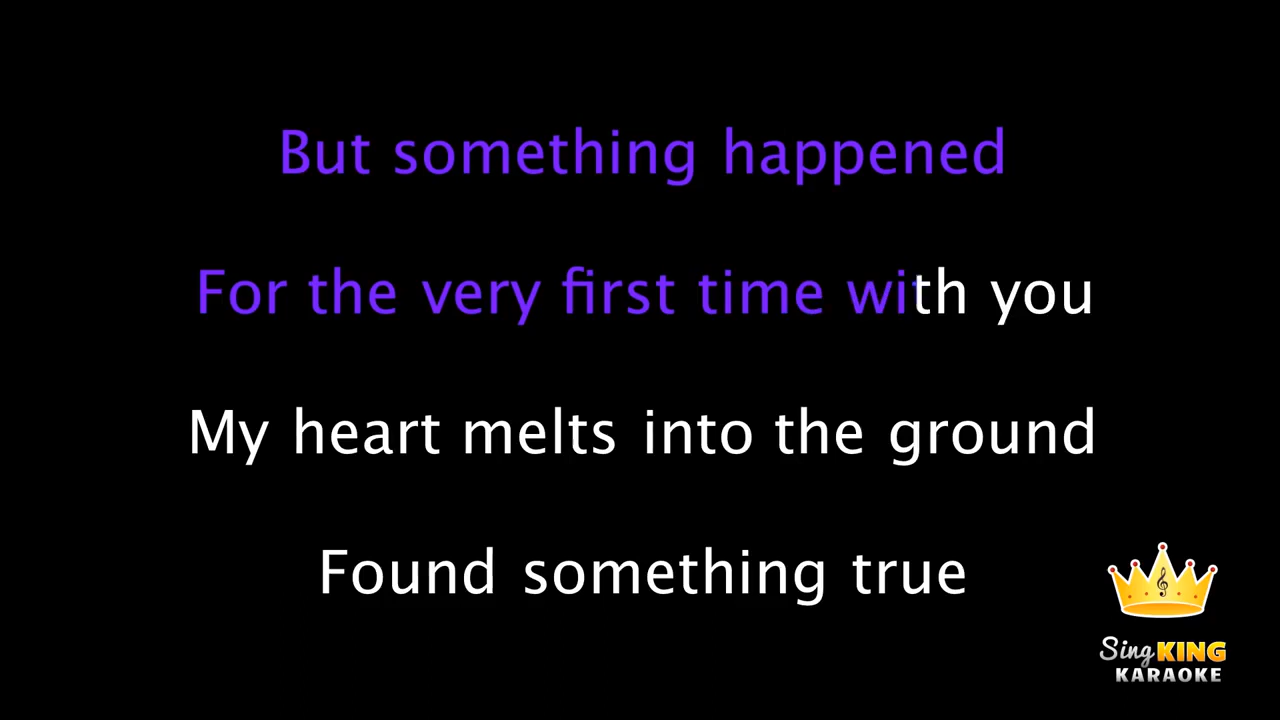 But something happened
For the very first time with you
My heart melts into the ground
Found something true
Sing KING
KARAOKE